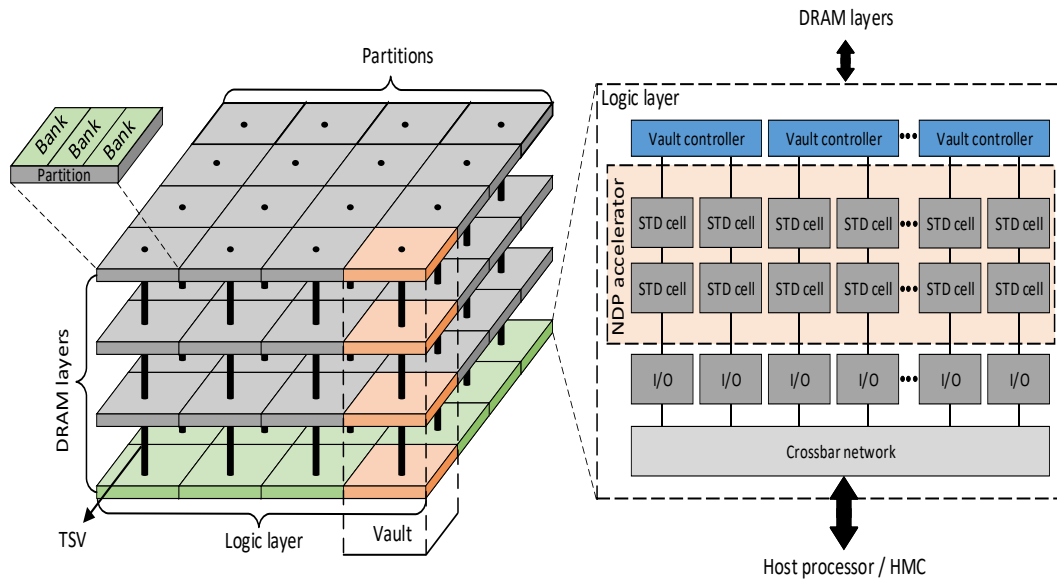 DRAM layers
Partitions
Logic layer
Bank
Bank
Bank
Partition
Vault controller
Vault controller
Vault controller
NDP accelerator
STD cell
STD cell
STD cell
STD cell
STD cell
STD cell
STD cell
STD cell
STD cell
STD cell
STD cell
STD cell
DRAM layers
I/O
I/O
I/O
I/O
I/O
I/O
Crossbar network
TSV
Logic layer
Vault
Host processor / HMC